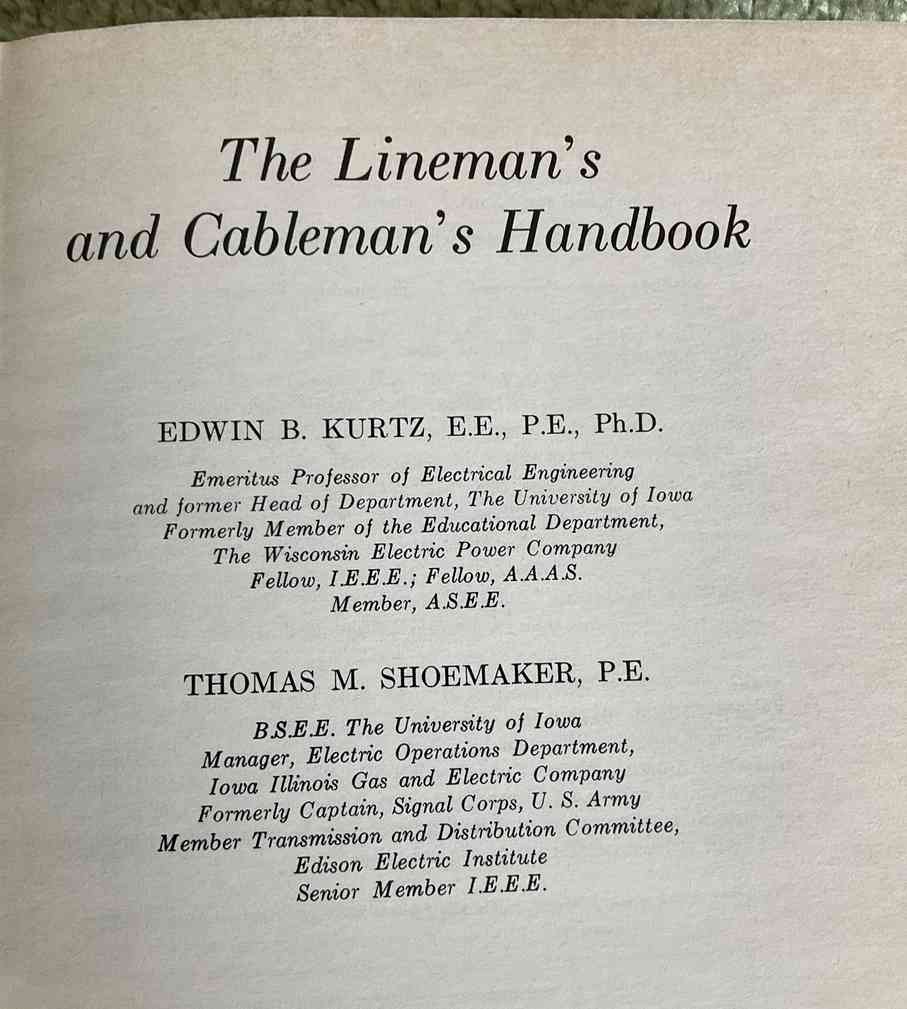 The Lineman's
and Cableman's Handbook
EDWIN B. KURTZ, E.E., P.E., Ph.D.
Emeritus Professor of Electrical Engineering
and former Head of Department, The University of Iowa
Formerly Member of the Educational Department,
The Wisconsin Electric Power Company
Fellow, I.E.E.E.; Fellow, A.A.A.S.
Member, A.S.E.E.
THOMAS M. SHOEMAKER, P.E.
B.S.E.E. The University of Iowa
Manager, Electric Operations Department,
Iowa Illinois Gas and Electric Company
Formerly Captain, Signal Corps, U. S. Army
Member Transmission and Distribution Committee,
Edison Electric Institute
Senior Member I.E.E.E.